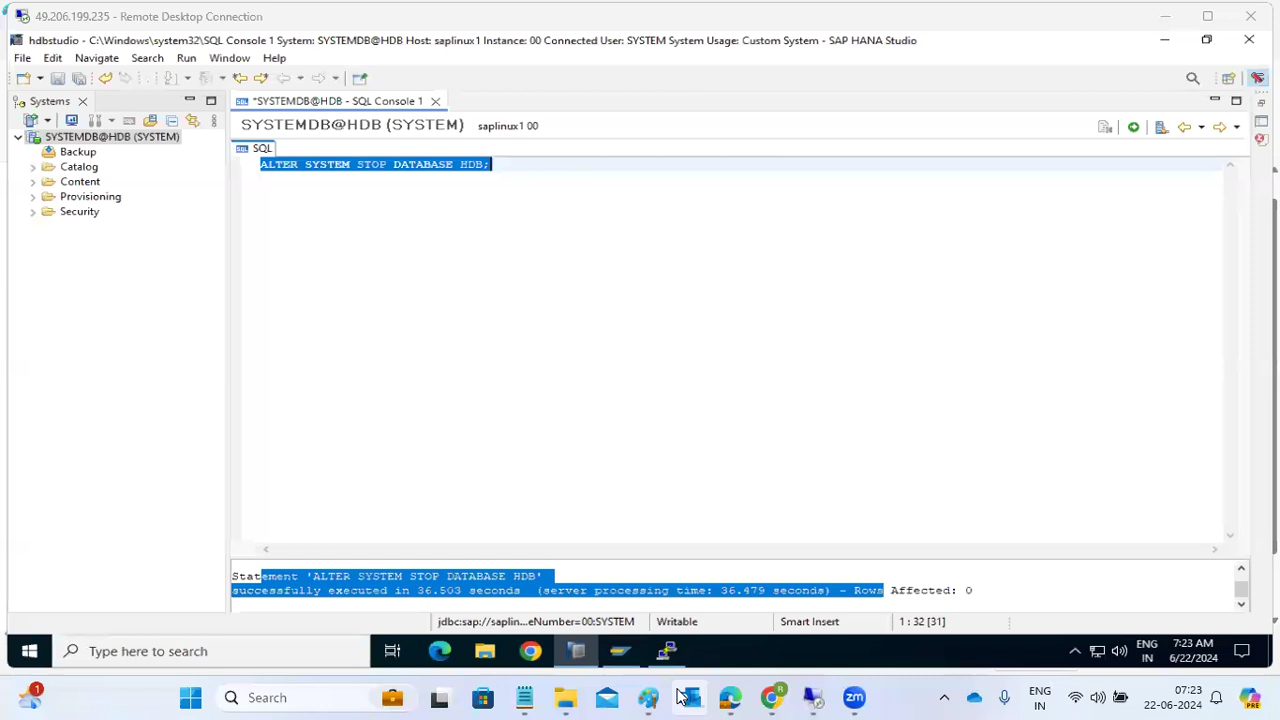 49.206.199.235 - Remote Desktop Connection
hdbstudio - C:\Windows\system32\SQL Console 1 System: SYSTEMDB@HDB Host: saplinux1 Instance: 00 Connected User: SYSTEM System Usage: Custom System - SAP HANA Studio
File Edit Navigate Search Run Window Help
Systems
*SYSTEMDB@HDB - SQL Console 1
SYSTEMDB@HDB (SYSTEM) saplinux1 00
SYSTEMDB@HDB (SYSTEM)
Backup
Catalog
Content
Provisioning
Security
SQL
ALTER SYSTEM STOP DATABASE HDB;
Statement 'ALTER SYSTEM STOP DATABASE HDB'
successfully executed in 36.503 seconds (server processing time: 36.479 seconds) - Rows Affected: 0
jdbc:sap://saplin...eNumber=00:SYSTEM Writable Smart Insert 1 : 32 [31]
Type here to search
ENG
IN
7:23 AM
6/22/2024
1
Search
R
zm
ENG
IN
07:23
22-06-2024
PRE